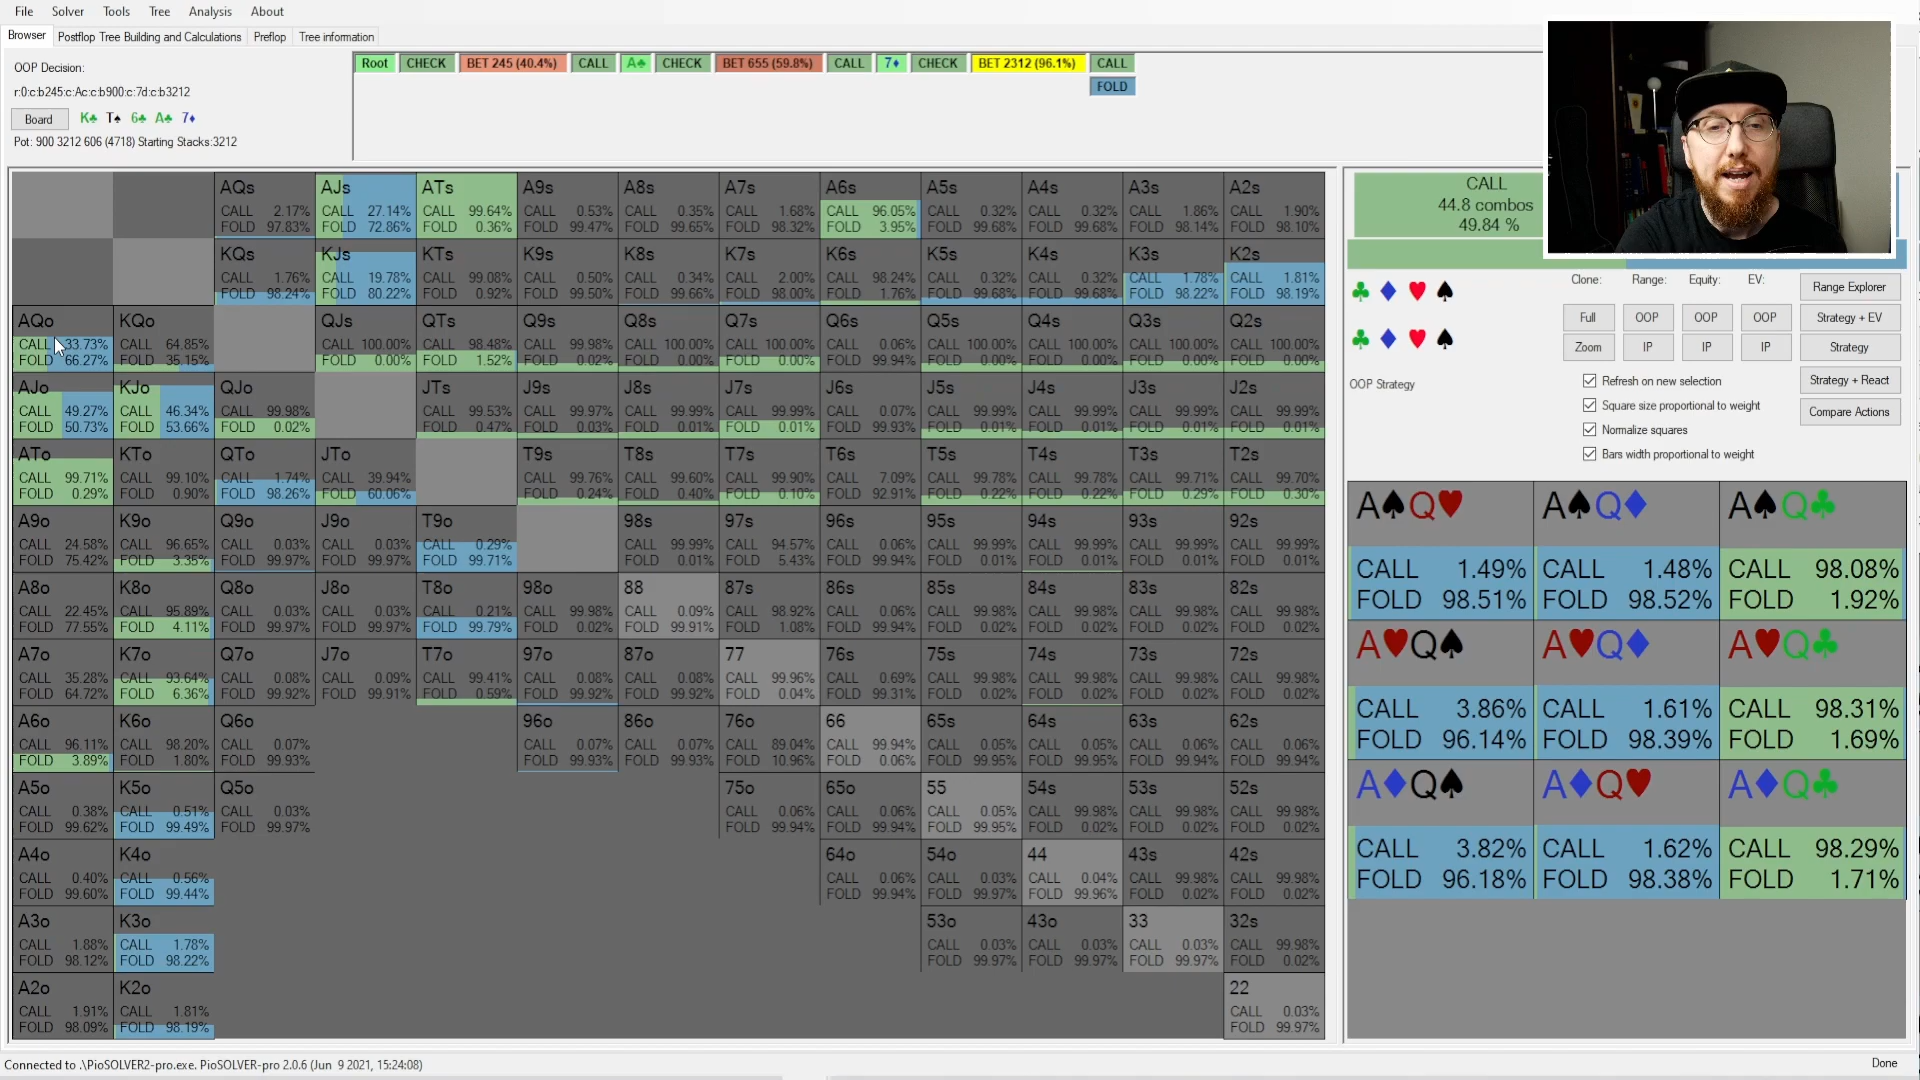 File Solver Tools Tree Analysis About
Browser Postflop Tree Building and Calculations Preflop Tree information
OOP Decision:
r:0:c:b245:c:Ac:c:b900:c:7d:c:b3212
Board K♣ T♠ 6♣ A♣ 7♦
Pot: 900 3212 606 (4718) Starting Stacks:3212
Root CHECK BET 245 (40.4%) CALL A♣ CHECK BET 655 (59.8%) CALL 7♦ CHECK BET 2312 (96.1%) CALL
FOLD
AQs AJs ATs A9s A8s A7s A6s A5s A4s A3s A2s
CALL 2.17% CALL 27.14% CALL 99.64% CALL 0.53% CALL 0.35% CALL 1.68% CALL 96.05% CALL 0.32% CALL 0.32% CALL 1.86% CALL 1.90%
FOLD 97.83% FOLD 72.86% FOLD 0.36% FOLD 99.47% FOLD 99.65% FOLD 98.32% FOLD 3.95% FOLD 99.68% FOLD 99.68% FOLD 98.14% FOLD 98.10%
KQs KJs KTs K9s K8s K7s K6s K5s K4s K3s K2s
CALL 1.76% CALL 19.78% CALL 99.08% CALL 0.50% CALL 0.34% CALL 2.00% CALL 98.24% CALL 0.32% CALL 0.32% CALL 1.78% CALL 1.81%
FOLD 98.24% FOLD 80.22% FOLD 0.92% FOLD 99.50% FOLD 99.66% FOLD 98.00% FOLD 1.76% FOLD 99.68% FOLD 99.68% FOLD 98.22% FOLD 98.19%
AQo KQo QJs QTs Q9s Q8s Q7s Q6s Q5s Q4s Q3s Q2s
CALL 33.73% CALL 64.85% CALL 100.00% CALL 98.48% CALL 99.98% CALL 100.00% CALL 100.00% CALL 0.06% CALL 100.00% CALL 100.00% CALL 100.00% CALL 100.00%
FOLD 66.27% FOLD 35.15% FOLD 0.00% FOLD 1.52% FOLD 0.02% FOLD 0.00% FOLD 0.00% FOLD 99.94% FOLD 0.00% FOLD 0.00% FOLD 0.00% FOLD 0.00%
AJo KJo QJo JTs J9s J8s J7s J6s J5s J4s J3s J2s
CALL 49.27% CALL 46.34% CALL 99.98% CALL 99.53% CALL 99.97% CALL 99.99% CALL 99.99% CALL 0.07% CALL 99.99% CALL 99.99% CALL 99.99% CALL 99.99%
FOLD 50.73% FOLD 53.66% FOLD 0.02% FOLD 0.47% FOLD 0.03% FOLD 0.01% FOLD 0.01% FOLD 99.93% FOLD 0.01% FOLD 0.01% FOLD 0.01% FOLD 0.01%
ATo KTo QTo JTo T9s T8s T7s T6s T5s T4s T3s T2s
CALL 99.71% CALL 99.10% CALL 1.74% CALL 39.94% CALL 99.76% CALL 99.60% CALL 99.90% CALL 7.09% CALL 99.78% CALL 99.78% CALL 99.71% CALL 99.70%
FOLD 0.29% FOLD 0.90% FOLD 98.26% FOLD 60.06% FOLD 0.24% FOLD 0.40% FOLD 0.10% FOLD 92.91% FOLD 0.22% FOLD 0.22% FOLD 0.29% FOLD 0.30%
A9o K9o Q9o J9o T9o 98s 97s 96s 95s 94s 93s 92s
CALL 24.58% CALL 96.65% CALL 0.03% CALL 0.03% CALL 0.29% CALL 99.99% CALL 94.57% CALL 0.06% CALL 99.99% CALL 99.99% CALL 99.99% CALL 99.99%
FOLD 75.42% FOLD 3.35% FOLD 99.97% FOLD 99.97% FOLD 99.71% FOLD 0.01% FOLD 5.43% FOLD 99.94% FOLD 0.01% FOLD 0.01% FOLD 0.01% FOLD 0.01%
A8o K8o Q8o J8o T8o 98o 88 87s 86s 85s 84s 83s 82s
CALL 22.45% CALL 95.89% CALL 0.03% CALL 0.03% CALL 0.21% CALL 99.98% CALL 0.09% CALL 98.92% CALL 0.06% CALL 99.98% CALL 99.98% CALL 99.98% CALL 99.98%
FOLD 77.55% FOLD 4.11% FOLD 99.97% FOLD 99.97% FOLD 99.79% FOLD 0.02% FOLD 99.91% FOLD 1.08% FOLD 99.94% FOLD 0.02% FOLD 0.02% FOLD 0.02% FOLD 0.02%
A7o K7o Q7o J7o T7o 97o 87o 77 76s 75s 74s 73s 72s
CALL 35.28% CALL 93.64% CALL 0.08% CALL 0.09% CALL 99.41% CALL 0.08% CALL 0.08% CALL 99.96% CALL 0.69% CALL 99.98% CALL 99.98% CALL 99.98% CALL 99.98%
FOLD 64.72% FOLD 6.36% FOLD 99.92% FOLD 99.91% FOLD 0.59% FOLD 99.92% FOLD 99.92% FOLD 0.04% FOLD 99.31% FOLD 0.02% FOLD 0.02% FOLD 0.02% FOLD 0.02%
A6o K6o Q6o 96o 86o 76o 66 65s 64s 63s 62s
CALL 96.11% CALL 98.20% CALL 0.07% CALL 0.07% CALL 0.07% CALL 89.04% CALL 99.94% CALL 0.05% CALL 0.05% CALL 0.06% CALL 0.06%
FOLD 3.89% FOLD 1.80% FOLD 99.93% FOLD 99.93% FOLD 99.93% FOLD 10.96% FOLD 0.06% FOLD 99.95% FOLD 99.95% FOLD 99.94% FOLD 99.94%
A5o K5o Q5o 75o 65o 55 54s 53s 52s
CALL 0.38% CALL 0.51% CALL 0.03% CALL 0.06% CALL 0.06% CALL 0.05% CALL 99.98% CALL 99.98% CALL 99.98%
FOLD 99.62% FOLD 99.49% FOLD 99.97% FOLD 99.94% FOLD 99.94% FOLD 99.95% FOLD 0.02% FOLD 0.02% FOLD 0.02%
A4o K4o 64o 54o 44 43s 42s
CALL 0.40% CALL 0.56% CALL 0.06% CALL 0.03% CALL 0.04% CALL 99.98% CALL 99.98%
FOLD 99.60% FOLD 99.44% FOLD 99.94% FOLD 99.97% FOLD 99.96% FOLD 0.02% FOLD 0.02%
A3o K3o 53o 43o 33 32s
CALL 1.88% CALL 1.78% CALL 0.03% CALL 0.03% CALL 0.03% CALL 99.98%
FOLD 98.12% FOLD 98.22% FOLD 99.97% FOLD 99.97% FOLD 99.97% FOLD 0.02%
A2o K2o 22
CALL 1.91% CALL 1.81% CALL 0.03%
FOLD 98.09% FOLD 98.19% FOLD 99.97%
CALL
44.8 combos
49.84 %
♣ ♦ ♥ ♠
♣ ♦ ♥ ♠
OOP Strategy
Clone: Range: Equity: EV: Range Explorer
Full OOP OOP OOP Strategy + EV
Zoom IP IP IP Strategy
Refresh on new selection Strategy + React
Square size proportional to weight Compare Actions
Normalize squares
Bars width proportional to weight
A♠Q♥ A♠Q♦ A♠Q♣
CALL 1.49% CALL 1.48% CALL 98.08%
FOLD 98.51% FOLD 98.52% FOLD 1.92%
A♥Q♠ A♥Q♦ A♥Q♣
CALL 3.86% CALL 1.61% CALL 98.31%
FOLD 96.14% FOLD 98.39% FOLD 1.69%
A♦Q♠ A♦Q♥ A♦Q♣
CALL 3.82% CALL 1.62% CALL 98.29%
FOLD 96.18% FOLD 98.38% FOLD 1.71%
Connected to .\PioSOLVER2-pro.exe. PioSOLVER-pro 2.0.6 (Jun 9 2021, 15:24:08) Done